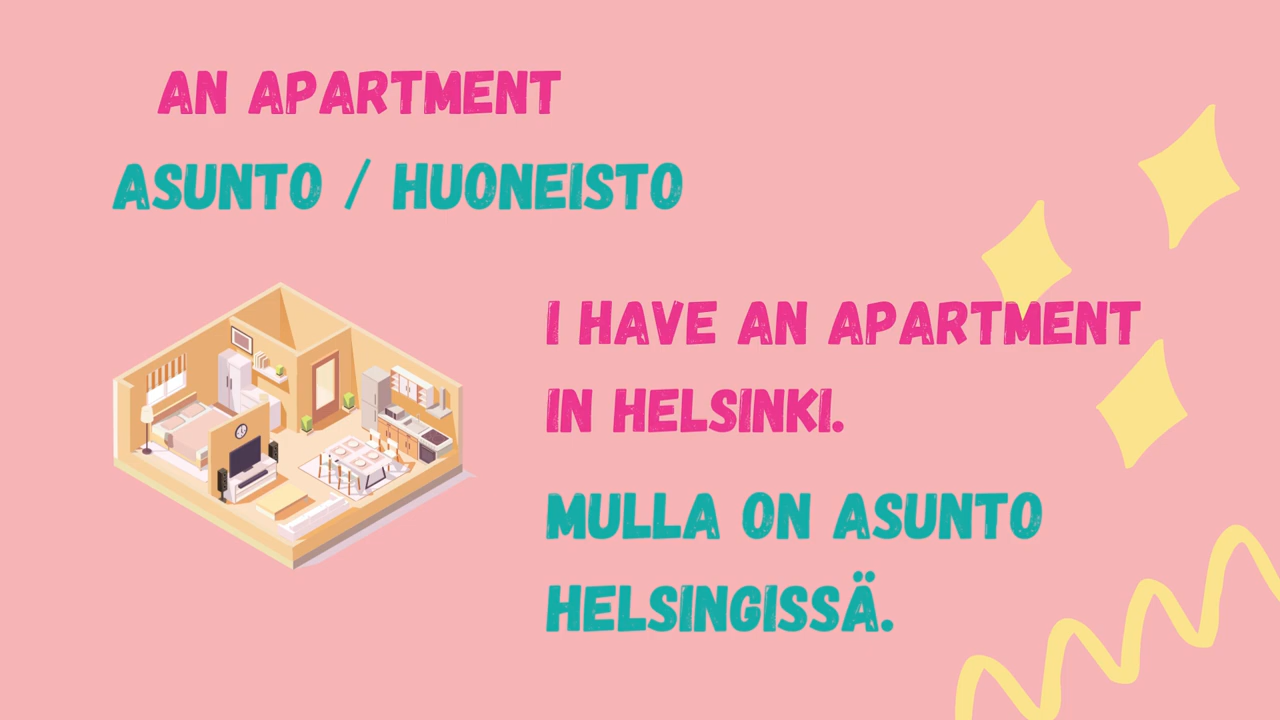 AN APARTMENT
ASUNTO / HUONEISTO
I HAVE AN APARTMENT
IN HELSINKI.
MULLA ON ASUNTO
HELSINGISSÄ.